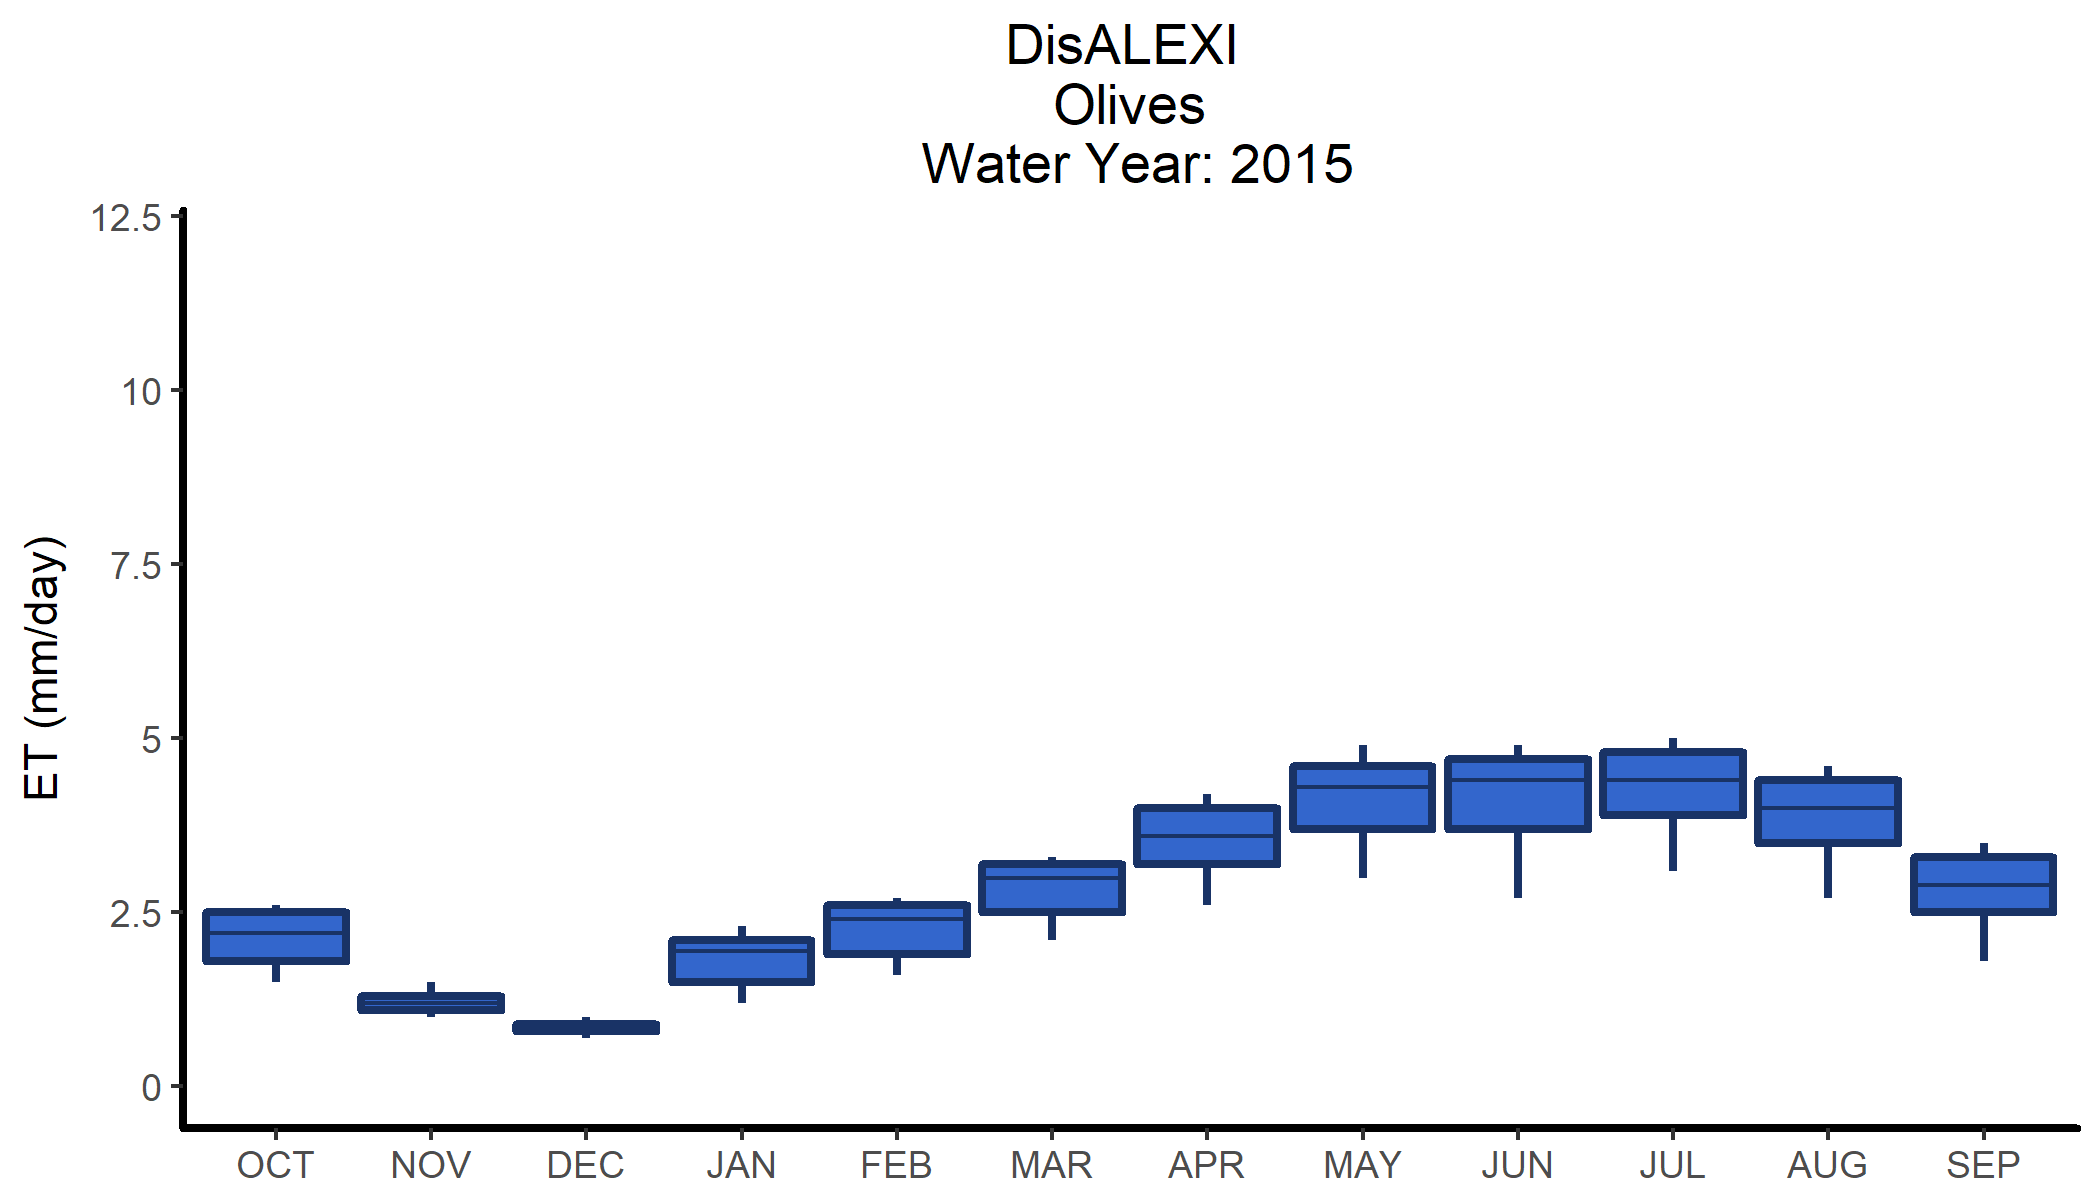 DisALEXI
Olives
Water Year: 2015
12.5
10
7.5
5
2.5
0
ET (mm/day)
OCT NOV DEC JAN FEB MAR APR MAY JUN JUL AUG SEP